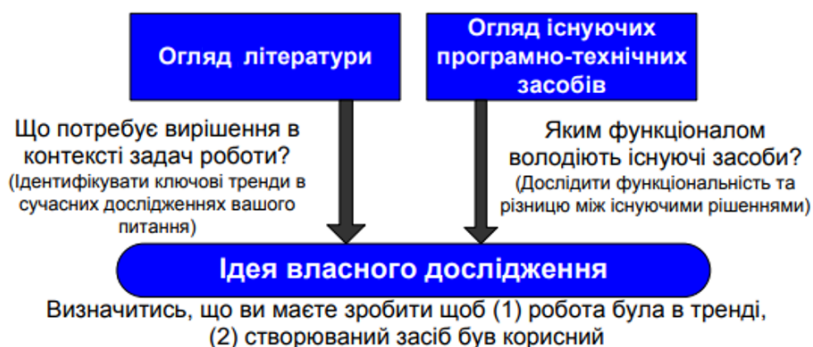 Огляд літератури
Огляд існуючих
програмно-технічних
засобів
Що потребує вирішення в
контексті задач роботи?
(Ідентифікувати ключові тренди в
сучасних дослідженнях вашого
питання)
Яким функціоналом
володіють існуючі засоби?
(Дослідити функціональність та
різницю між існуючими рішеннями)
Ідея власного дослідження
Визначитись, що ви маєте зробити щоб (1) робота була в тренді,
(2) створюваний засіб був корисний